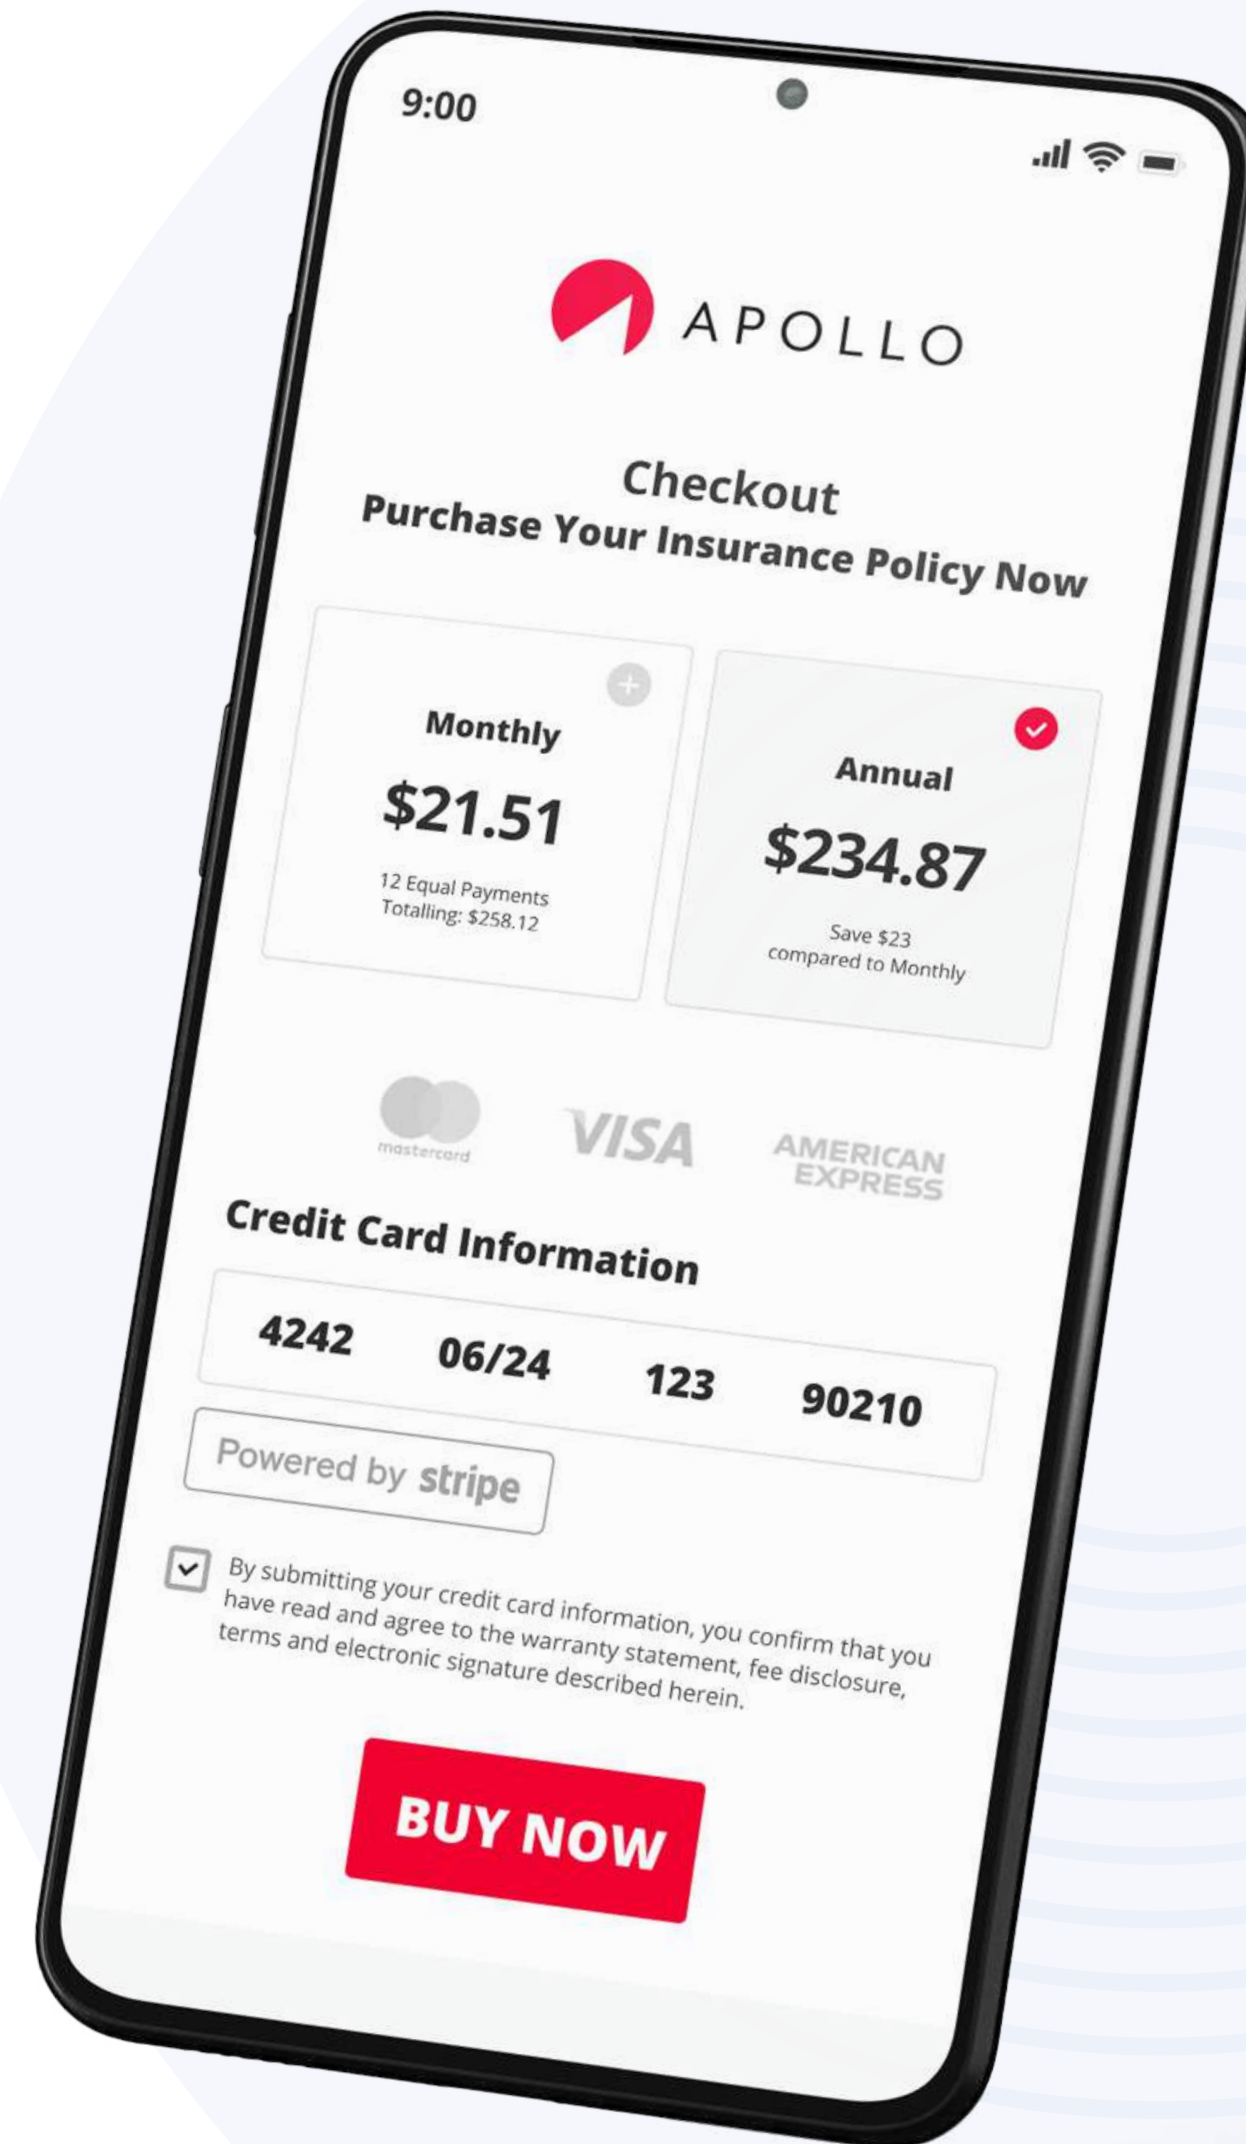 9:00
APOLLO
Checkout
Purchase Your Insurance Policy Now
Monthly
$21.51
12 Equal Payments
Totalling: $258.12
Annual
$234.87
Save $23
compared to Monthly
mastercard
VISA
AMERICAN
EXPRESS
Credit Card Information
4242 06/24 123 90210
Powered by stripe
By submitting your credit card information, you confirm that you
have read and agree to the warranty statement, fee disclosure,
terms and electronic signature described herein.
BUY NOW